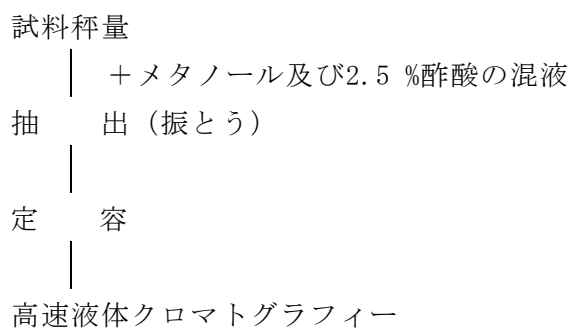 試料秤量
＋メタノール及び2.5 %酢酸の混液
抽　　出（振とう）
定　　容
高速液体クロマトグラフィー